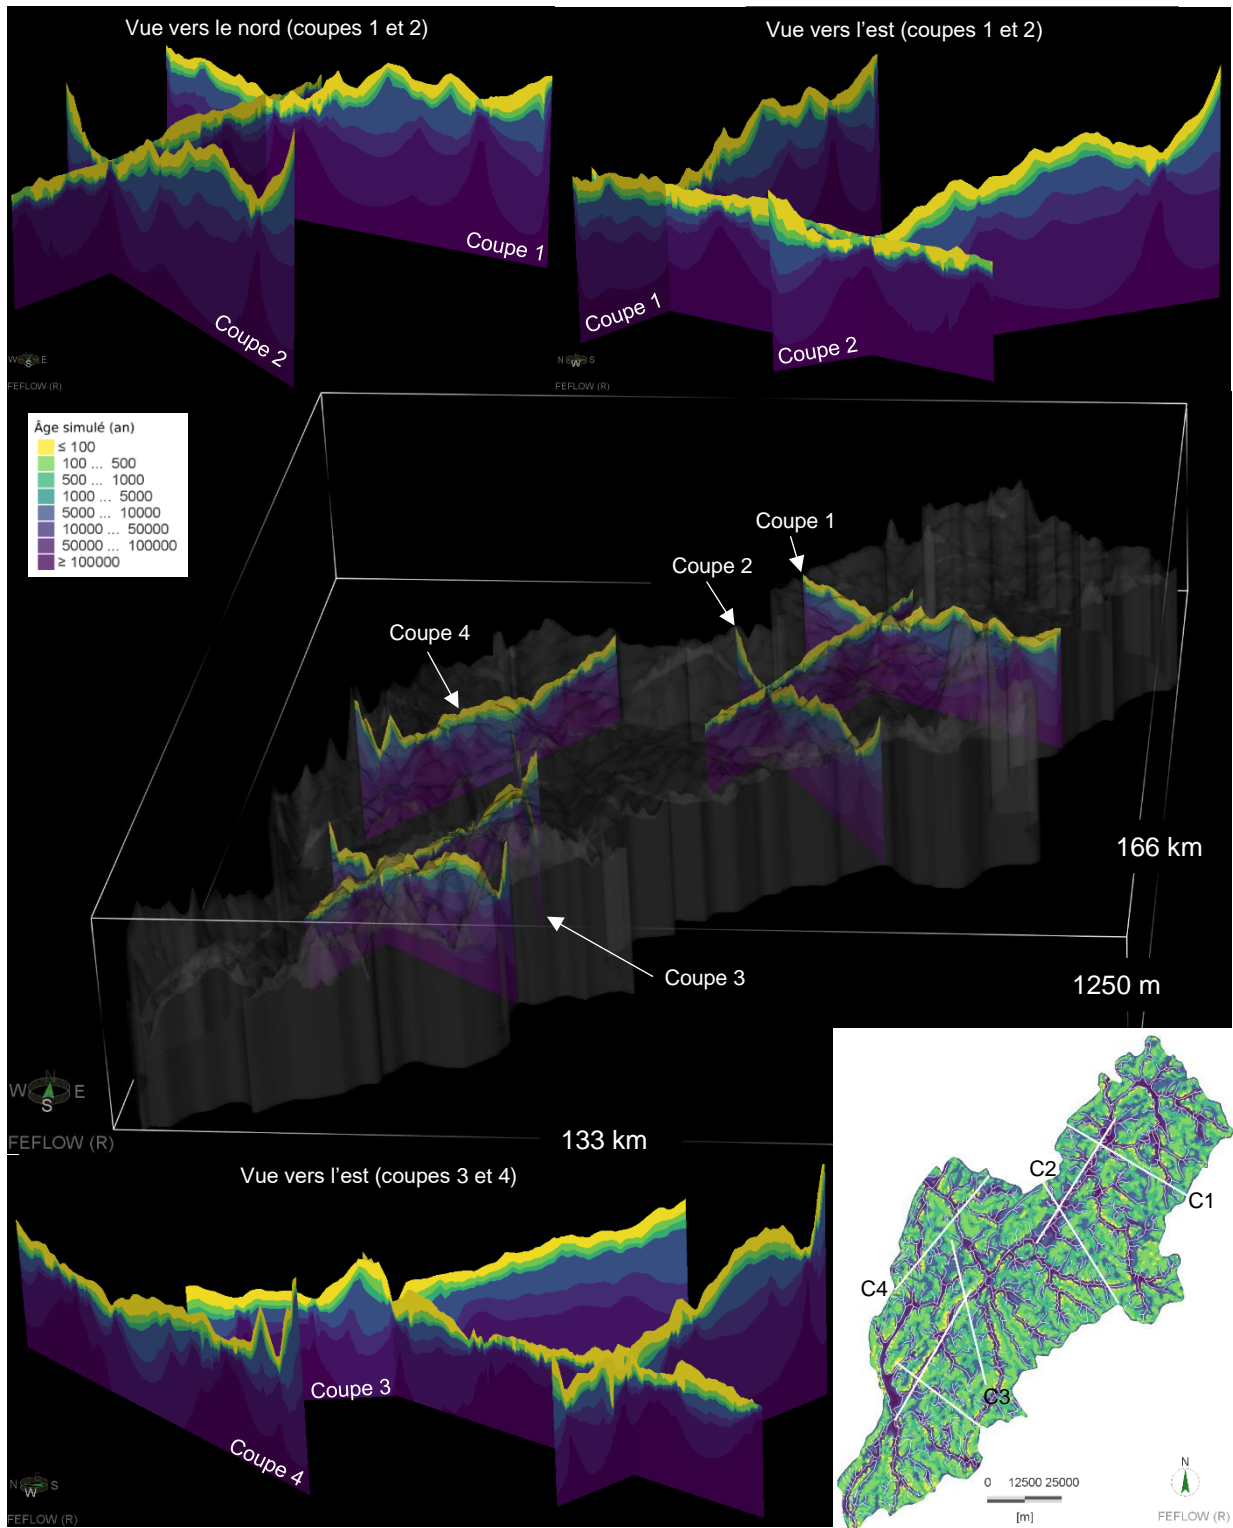 Vue vers le nord (coupes 1 et 2)
Coupe 1
Coupe 2
W S E
FEFLOW (R)
Vue vers l'est (coupes 1 et 2)
Coupe 1
Coupe 2
N W S
FEFLOW (R)
Âge simulé (an)
≤ 100
100 ... 500
500 ... 1000
1000 ... 5000
5000 ... 10000
10000 ... 50000
50000 ... 100000
≥ 100000
Coupe 1
Coupe 2
Coupe 4
Coupe 3
166 km
1250 m
133 km
N
W E
S
FEFLOW (R)
Vue vers l'est (coupes 3 et 4)
Coupe 3
Coupe 4
N W S
FEFLOW (R)
C2
C1
C4
C3
0 12500 25000
[m]
N
FEFLOW (R)